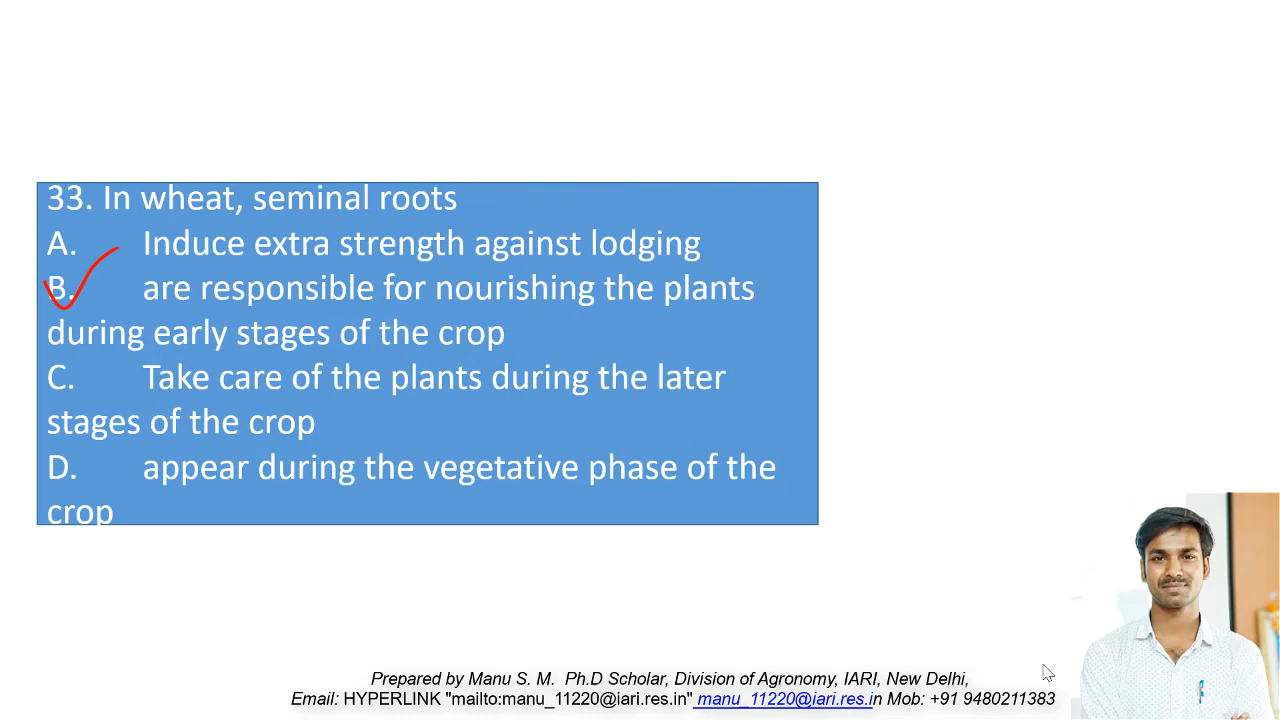 33. In wheat, seminal roots
A. Induce extra strength against lodging
B. are responsible for nourishing the plants
during early stages of the crop
C. Take care of the plants during the later
stages of the crop
D. appear during the vegetative phase of the
crop
Prepared by Manu S. M. Ph.D Scholar, Division of Agronomy, IARI, New Delhi,
Email: HYPERLINK "mailto:manu_11220@iari.res.in" manu_11220@iari.res.in Mob: +91 9480211383